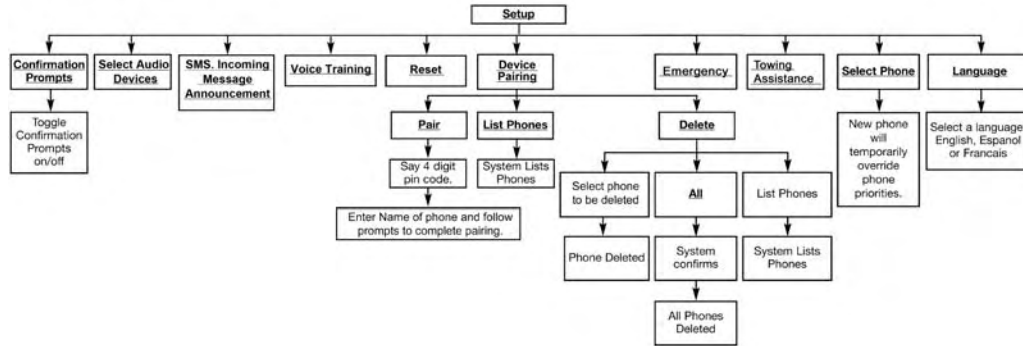 Setup
Confirmation
Prompts
Select Audio
Devices
SMS. Incoming
Message
Announcement
Voice Training
Reset
Device
Pairing
Emergency
Towing
Assistance
Select Phone
Language
Toggle
Confirmation
Prompts
on/off
Pair
List Phones
Delete
New phone
will
temporarily
override
phone
priorities.
Select a language
English, Espanol
or Francais
Say 4 digit
pin code.
System Lists
Phones
Select phone
to be deleted
All
List Phones
Enter Name of phone and follow
prompts to complete pairing.
Phone Deleted
System
confirms
System Lists
Phones
All Phones
Deleted